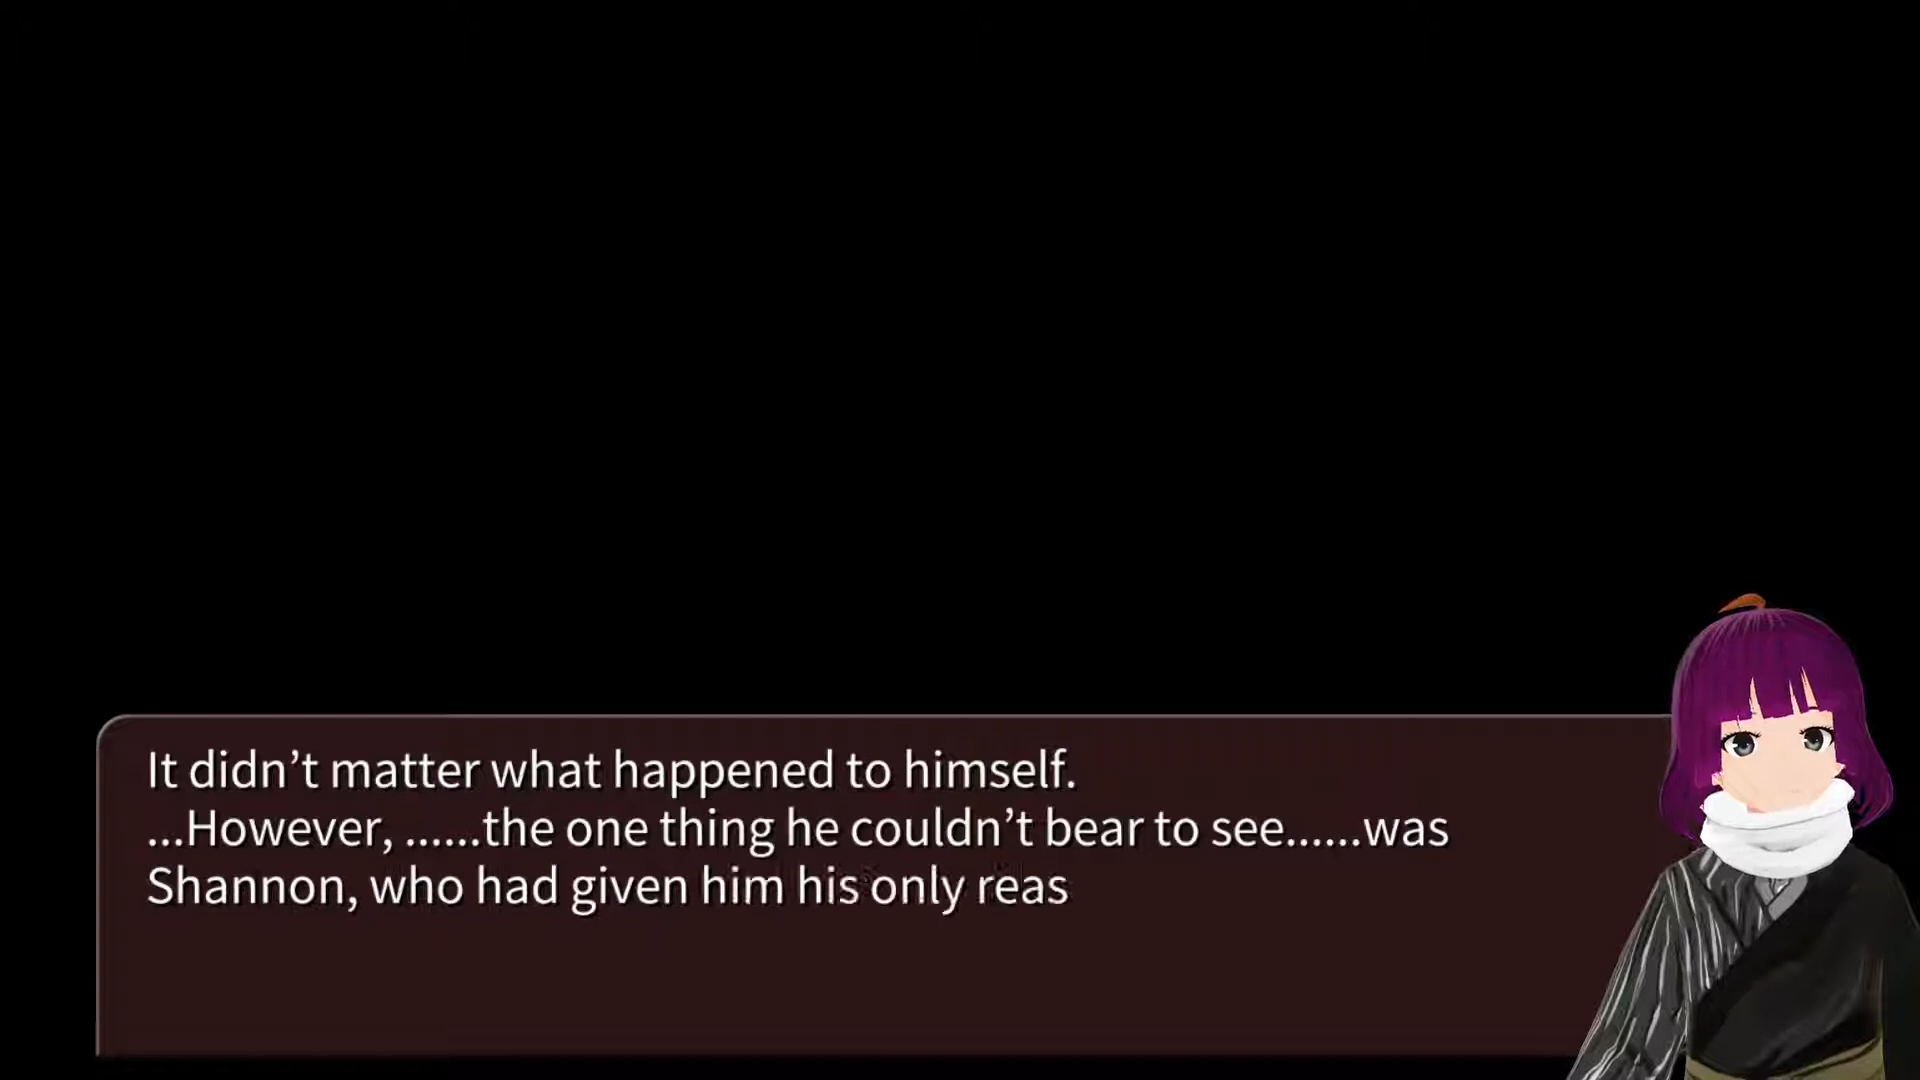 It didn’t matter what happened to himself.
...However, ......the one thing he couldn’t bear to see......was
Shannon, who had given him his only reas